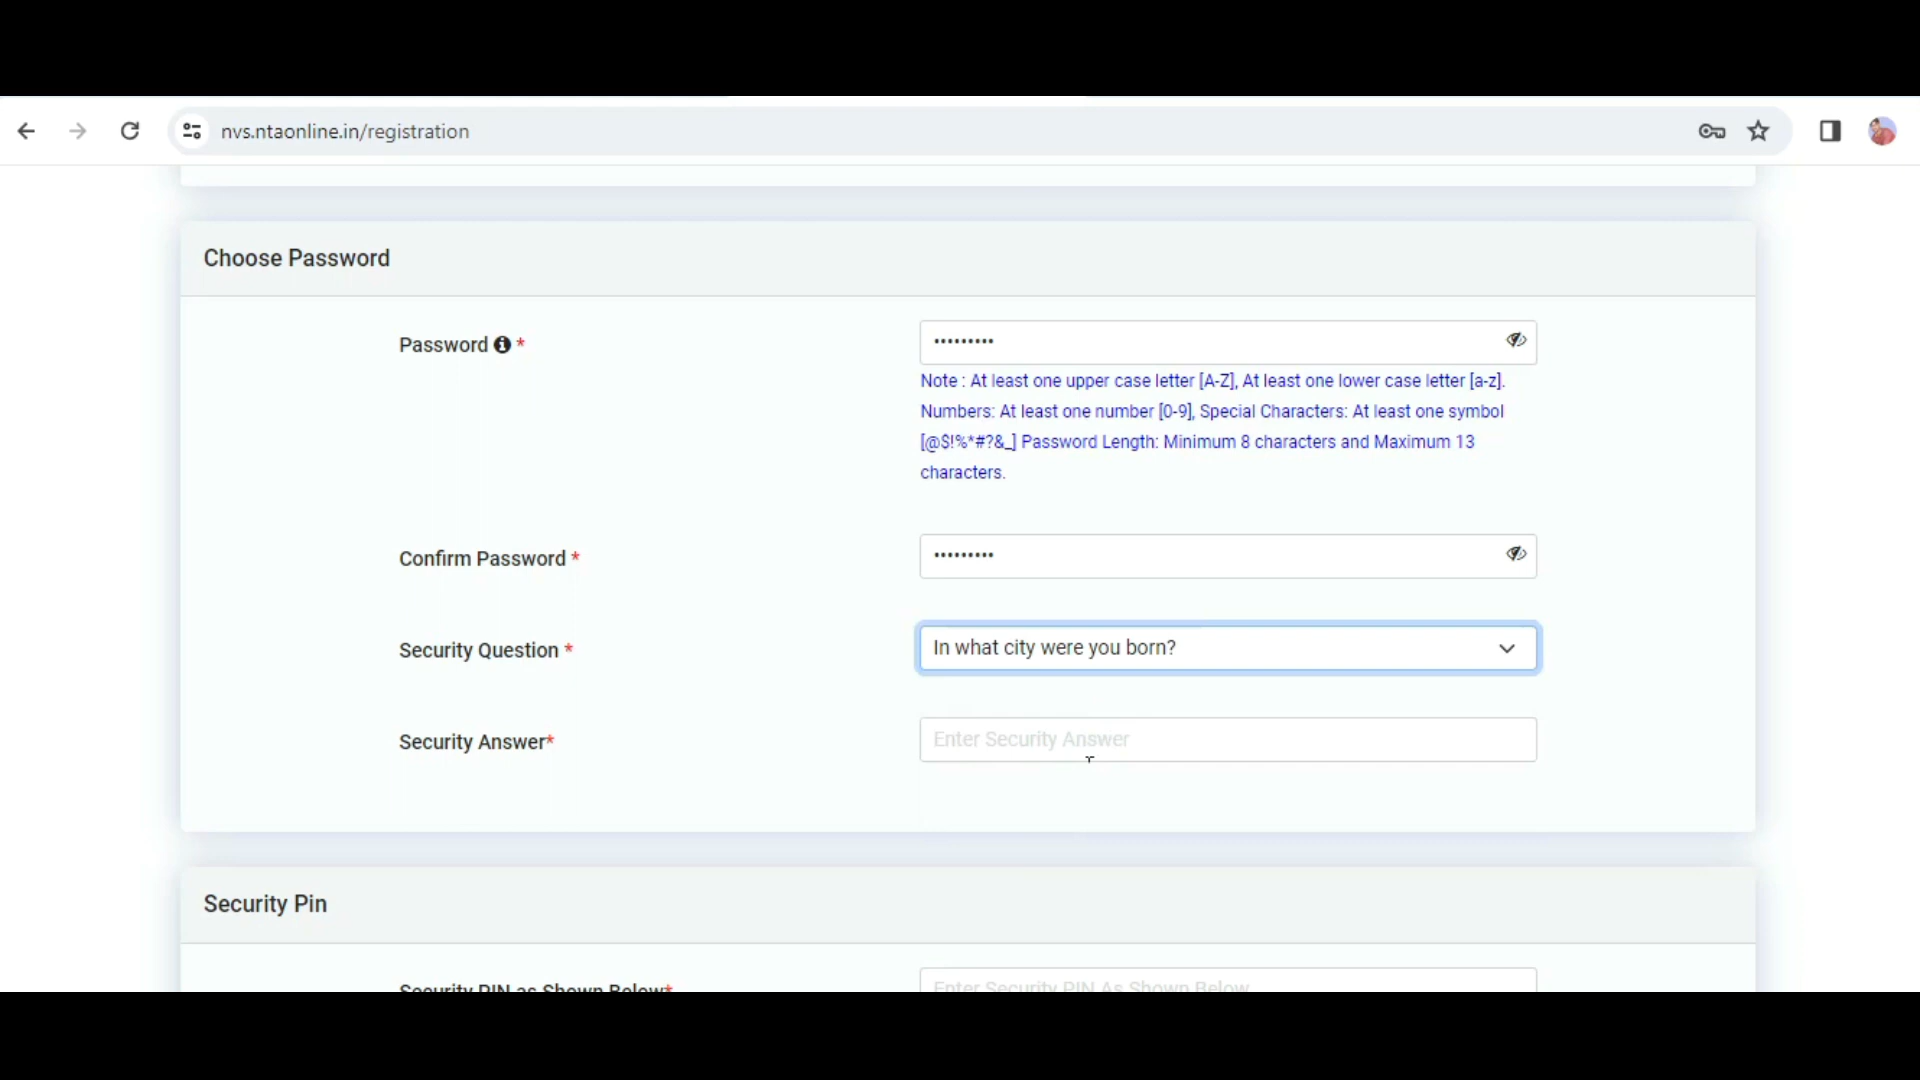 nvs.ntaonline.in/registration
Choose Password
Password *
•••••••••
Note : At least one upper case letter [A-Z], At least one lower case letter [a-z].
Numbers: At least one number [0-9], Special Characters: At least one symbol
[@$!%*#?&_] Password Length: Minimum 8 characters and Maximum 13
characters.
Confirm Password *
•••••••••
Security Question *
In what city were you born?
Security Answer*
Enter Security Answer
Security Pin
Security PIN as Shown Below*
Enter Security PIN As Shown Below